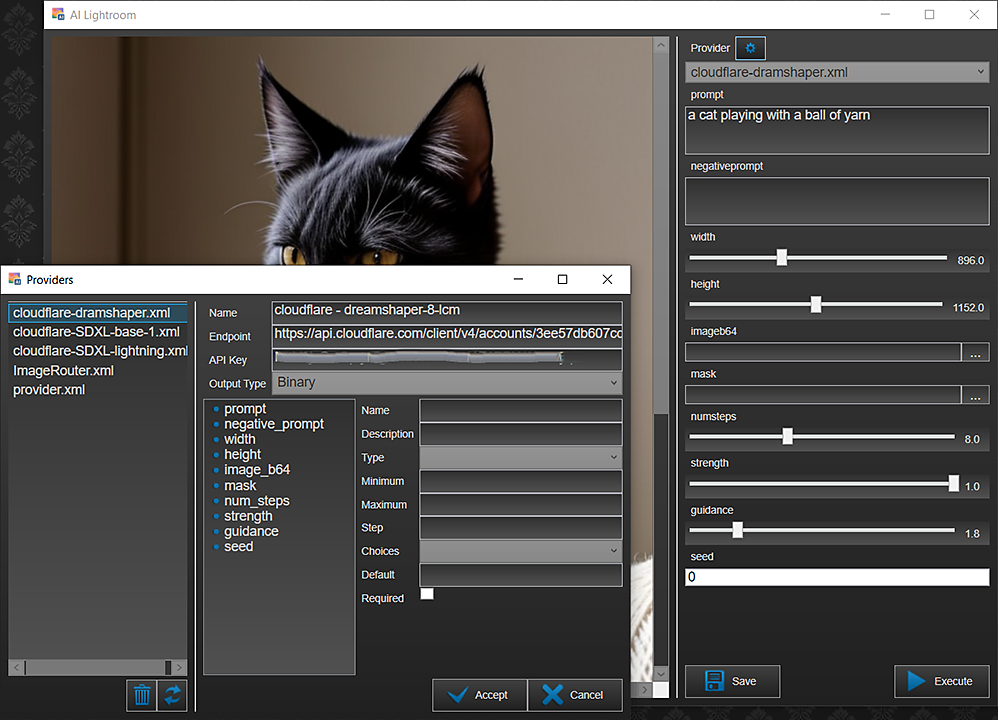 AI Lightroom
Provider
cloudflare-dramshaper.xml
prompt
a cat playing with a ball of yarn
negativeprompt
width
896.0
height
1152.0
imageb64
...
mask
...
numsteps
8.0
strength
1.0
guidance
1.8
seed
0
Save
Execute
Providers
cloudflare-dramshaper.xml
cloudflare-SDXL-base-1.xml
cloudflare-SDXL-lightning.xml
ImageRouter.xml
provider.xml
Name
cloudflare - dreamshaper-8-lcm
Endpoint
https://api.cloudflare.com/client/v4/accounts/3ee57db607cc
API Key
Output Type
Binary
prompt
negative_prompt
width
height
image_b64
mask
num_steps
strength
guidance
seed
Name
Description
Type
Minimum
Maximum
Step
Choices
Default
Required
Accept
Cancel